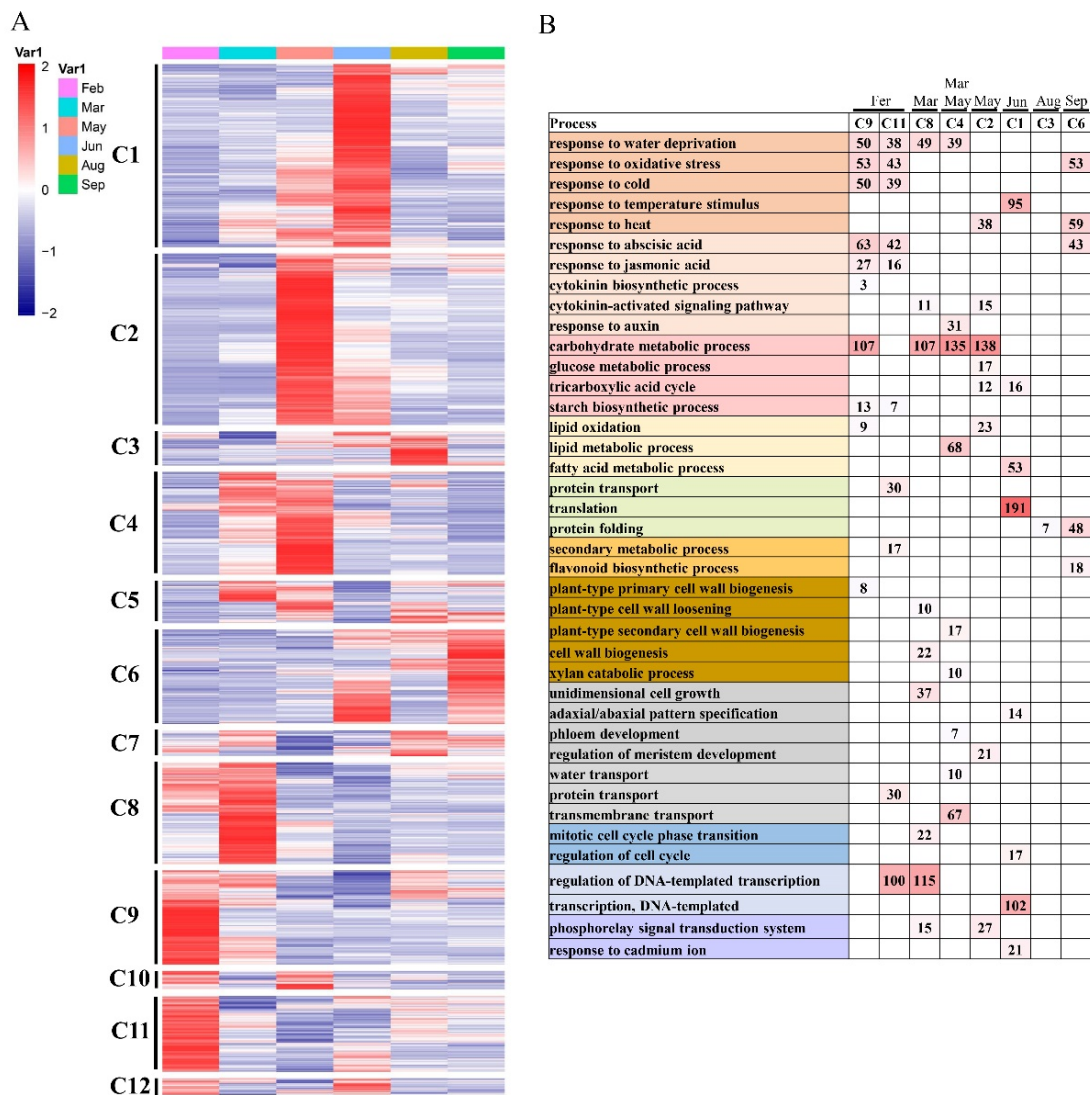 A
Var1
2
1
0
−1
−2
Var1
Feb
Mar
May
Jun
Aug
Sep
C1
C2
C3
C4
C5
C6
C7
C8
C9
C10
C11
C12
B
Mar
Fer Mar May May Jun Aug Sep
Process C9 C11 C8 C4 C2 C1 C3 C6
response to water deprivation 50 38 49 39
response to oxidative stress 53 43 53
response to cold 50 39
response to temperature stimulus 95
response to heat 38 59
response to abscisic acid 63 42 43
response to jasmonic acid 27 16
cytokinin biosynthetic process 3
cytokinin-activated signaling pathway 11 15
response to auxin 31
carbohydrate metabolic process 107 107 135 138
glucose metabolic process 17
tricarboxylic acid cycle 12 16
starch biosynthetic process 13 7
lipid oxidation 9 23
lipid metabolic process 68
fatty acid metabolic process 53
protein transport 30
translation 191
protein folding 7 48
secondary metabolic process 17
flavonoid biosynthetic process 18
plant-type primary cell wall biogenesis 8
plant-type cell wall loosening 10
plant-type secondary cell wall biogenesis 17
cell wall biogenesis 22
xylan catabolic process 10
unidimensional cell growth 37
adaxial/abaxial pattern specification 14
phloem development 7
regulation of meristem development 21
water transport 10
protein transport 30
transmembrane transport 67
mitotic cell cycle phase transition 22
regulation of cell cycle 17
regulation of DNA-templated transcription 100 115
transcription, DNA-templated 102
phosphorelay signal transduction system 15 27
response to cadmium ion 21